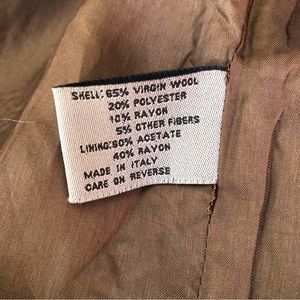 SHELL: 65% VIRGIN WOOL
20% POLYESTER
10% RAYON
5% OTHER FIBERS
LINING: 60% ACETATE
40% RAYON
MADE IN ITALY
CARE ON REVERSE